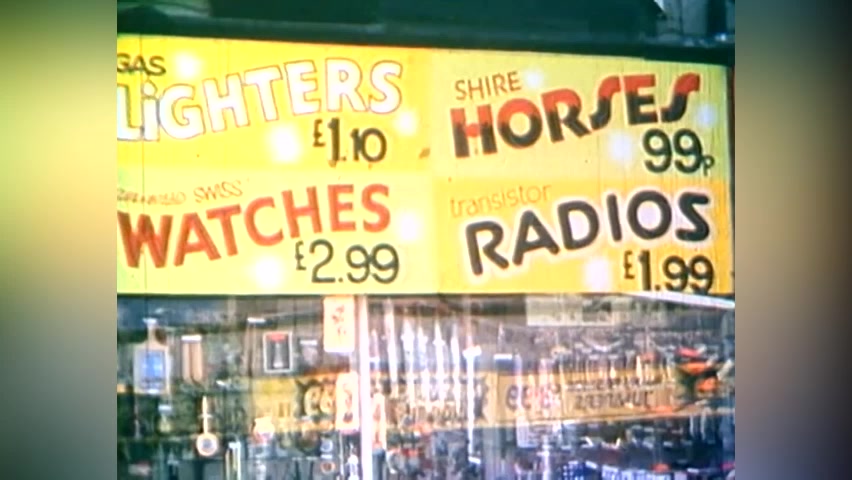 GAS
LiGHTERS
£1.10
SHIRE
HORSES
99p
SWISS
WATCHES
£2.99
transistor
RADIOS
£1.99